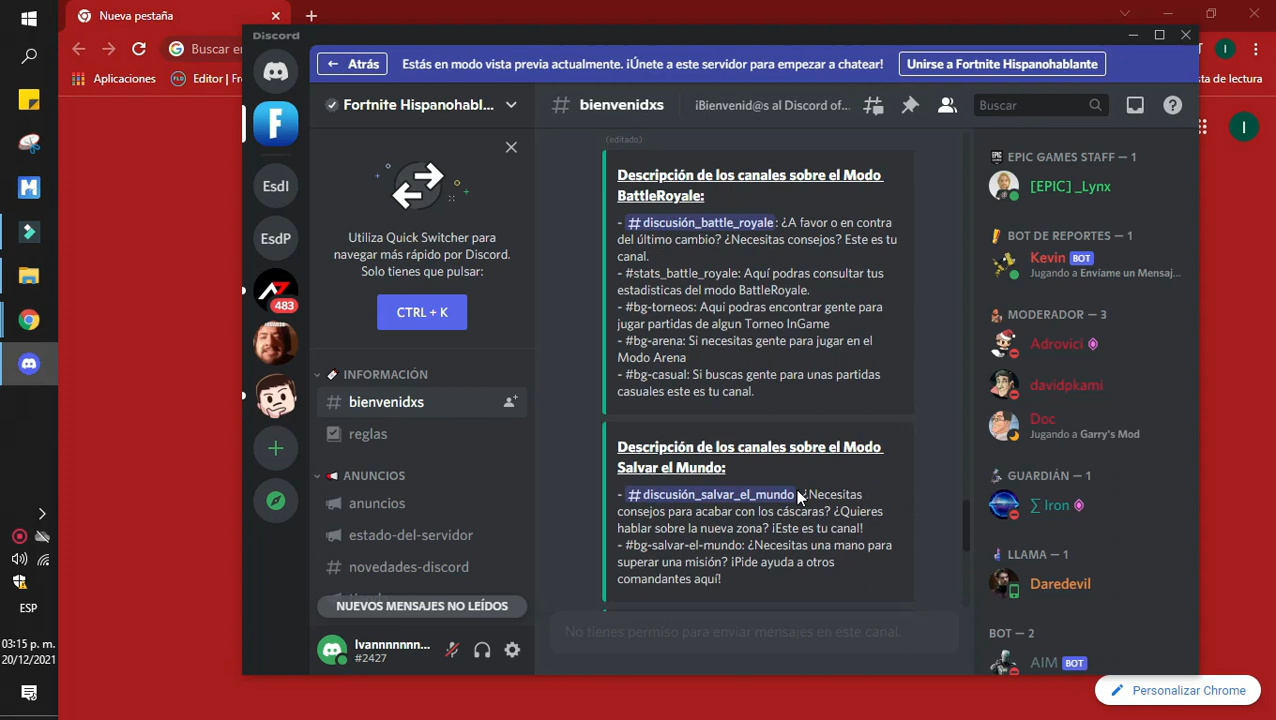 Nueva pestaña
Buscar en
Aplicaciones
FLD Editor | Fr
sta de lectura
I
I
Discord
Atrás
Estás en modo vista previa actualmente. ¡Únete a este servidor para empezar a chatear!
Unirse a Fortnite Hispanohablante
Fortnite Hispanohabl...
bienvenidxs
¡Bienvenid@s al Discord of...
Buscar
EsdI
EsdP
483
Utiliza Quick Switcher para
navegar más rápido por Discord.
Solo tienes que pulsar:
CTRL + K
INFORMACIÓN
bienvenidxs
reglas
ANUNCIOS
anuncios
estado-del-servidor
novedades-discord
NUEVOS MENSAJES NO LEÍDOS
Ivannnnnnn...
#2427
(editado)
Descripción de los canales sobre el Modo
BattleRoyale:
- # discusión_battle_royale: ¿A favor o en contra
del último cambio? ¿Necesitas consejos? Este es tu
canal.
- #stats_battle_royale: Aquí podras consultar tus
estadisticas del modo BattleRoyale.
- #bg-torneos: Aqui podras encontrar gente para
jugar partidas de algun Torneo InGame
- #bg-arena: Si necesitas gente para jugar en el
Modo Arena
- #bg-casual: Si buscas gente para unas partidas
casuales este es tu canal.
Descripción de los canales sobre el Modo
Salvar el Mundo:
- # discusión_salvar_el_mundo ¿Necesitas
consejos para acabar con los cáscaras? ¿Quieres
hablar sobre la nueva zona? ¡Este es tu canal!
- #bg-salvar-el-mundo: ¿Necesitas una mano para
superar una misión? ¡Pide ayuda a otros
comandantes aquí!
No tienes permiso para enviar mensajes en este canal.
EPIC GAMES STAFF — 1
[EPIC] _Lynx
BOT DE REPORTES — 1
Kevin BOT
Jugando a Envíame un Mensaj...
MODERADOR — 3
Adrovici
davidpkami
Doc
Jugando a Garry's Mod
GUARDIÁN — 1
∑ Iron
LLAMA — 1
Daredevil
BOT — 2
AIM BOT
Personalizar Chrome
ESP
03:15 p. m.
20/12/2021